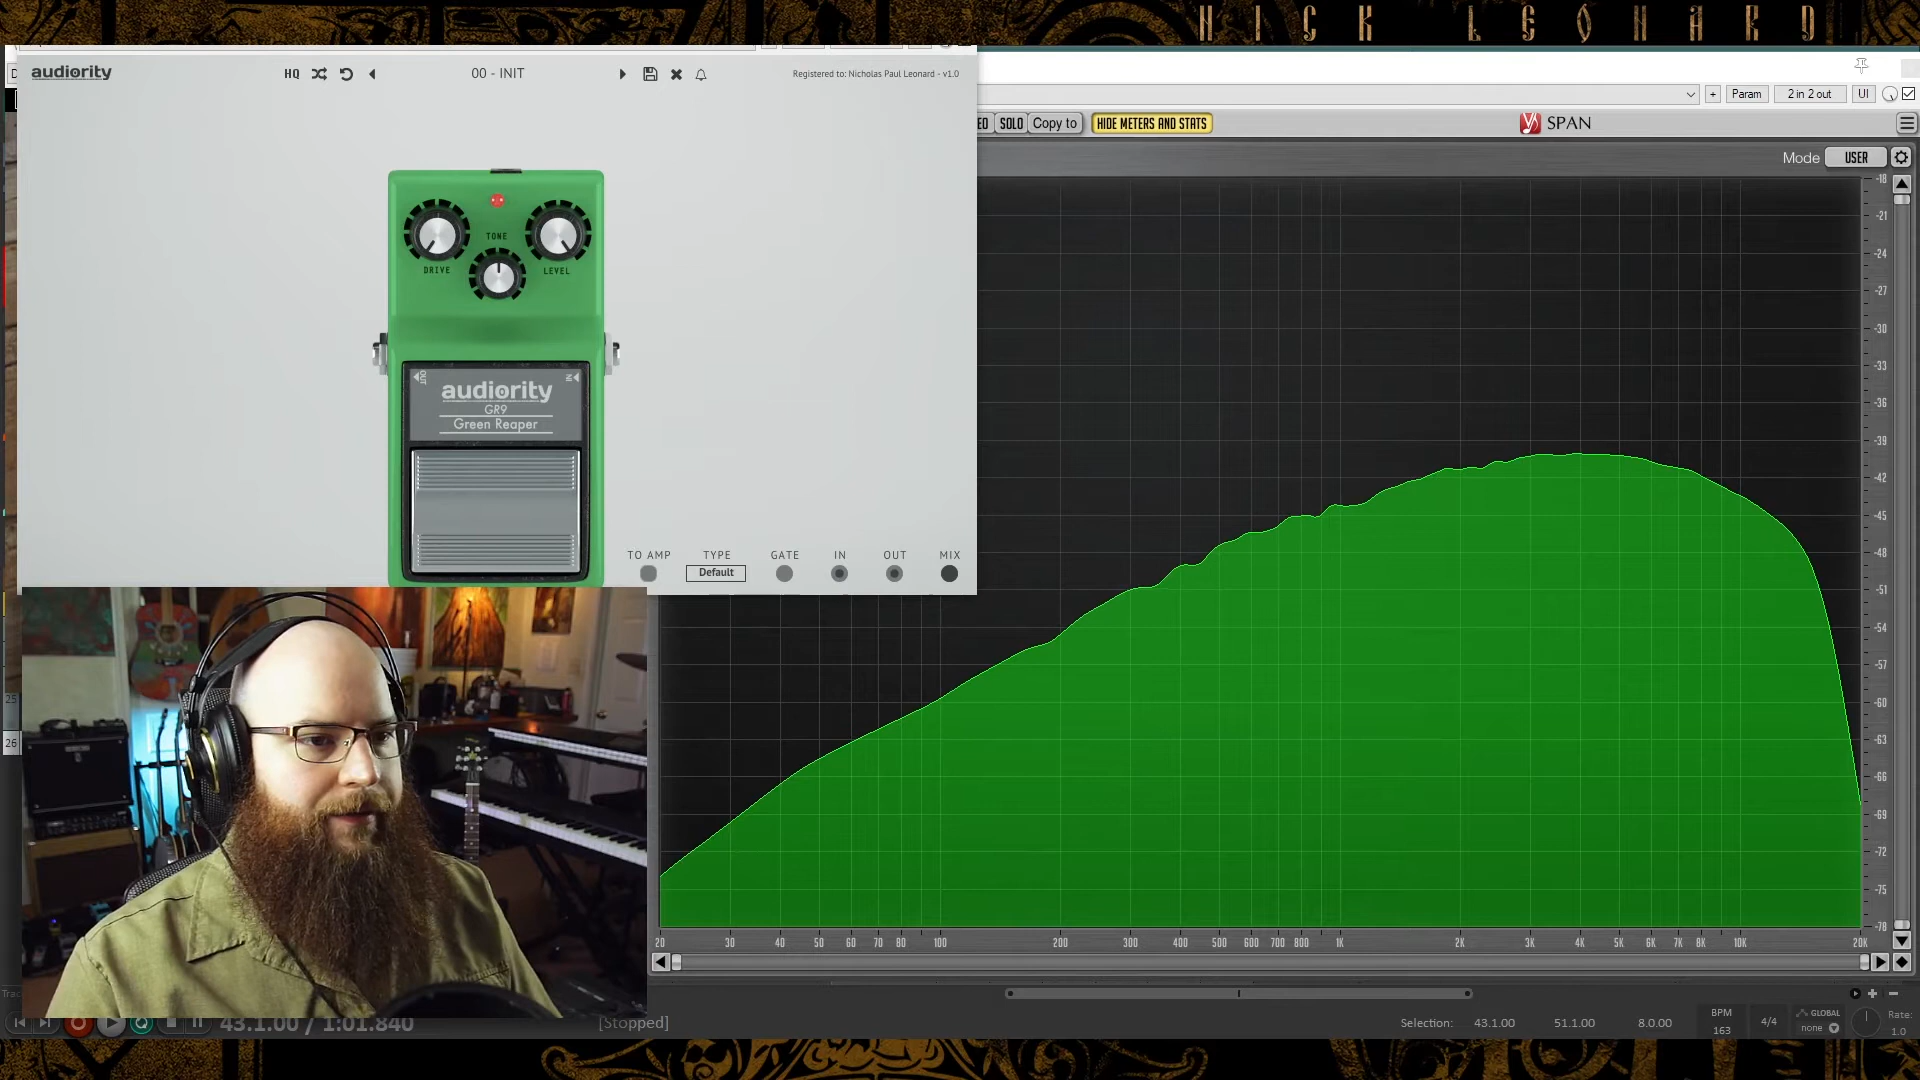 NICK LEONARD
audiority
HQ
00 - INIT
Registered to: Nicholas Paul Leonard - v1.0
+
Param
2 in 2 out
UI
SOLO
Copy to
HIDE METERS AND STATS
SPAN
Mode
USER
DRIVE
TONE
LEVEL
OUT
IN
audiority
GR9
Green Reaper
TO AMP
TYPE
GATE
IN
OUT
MIX
Default
-18
-21
-24
-27
-30
-33
-36
-39
-42
-45
-48
-51
-54
-57
-60
-63
-66
-69
-72
-75
-78
20 30 40 50 60 70 80 100 200 300 400 500 600 700 800 1K 2K 3K 4K 5K 6K 7K 8K 10K 20K
25
26
43.1.00 / 1:01.840
[Stopped]
Selection:
43.1.00
51.1.00
8.0.00
BPM
163
4/4
GLOBAL
none
Rate:
1.0